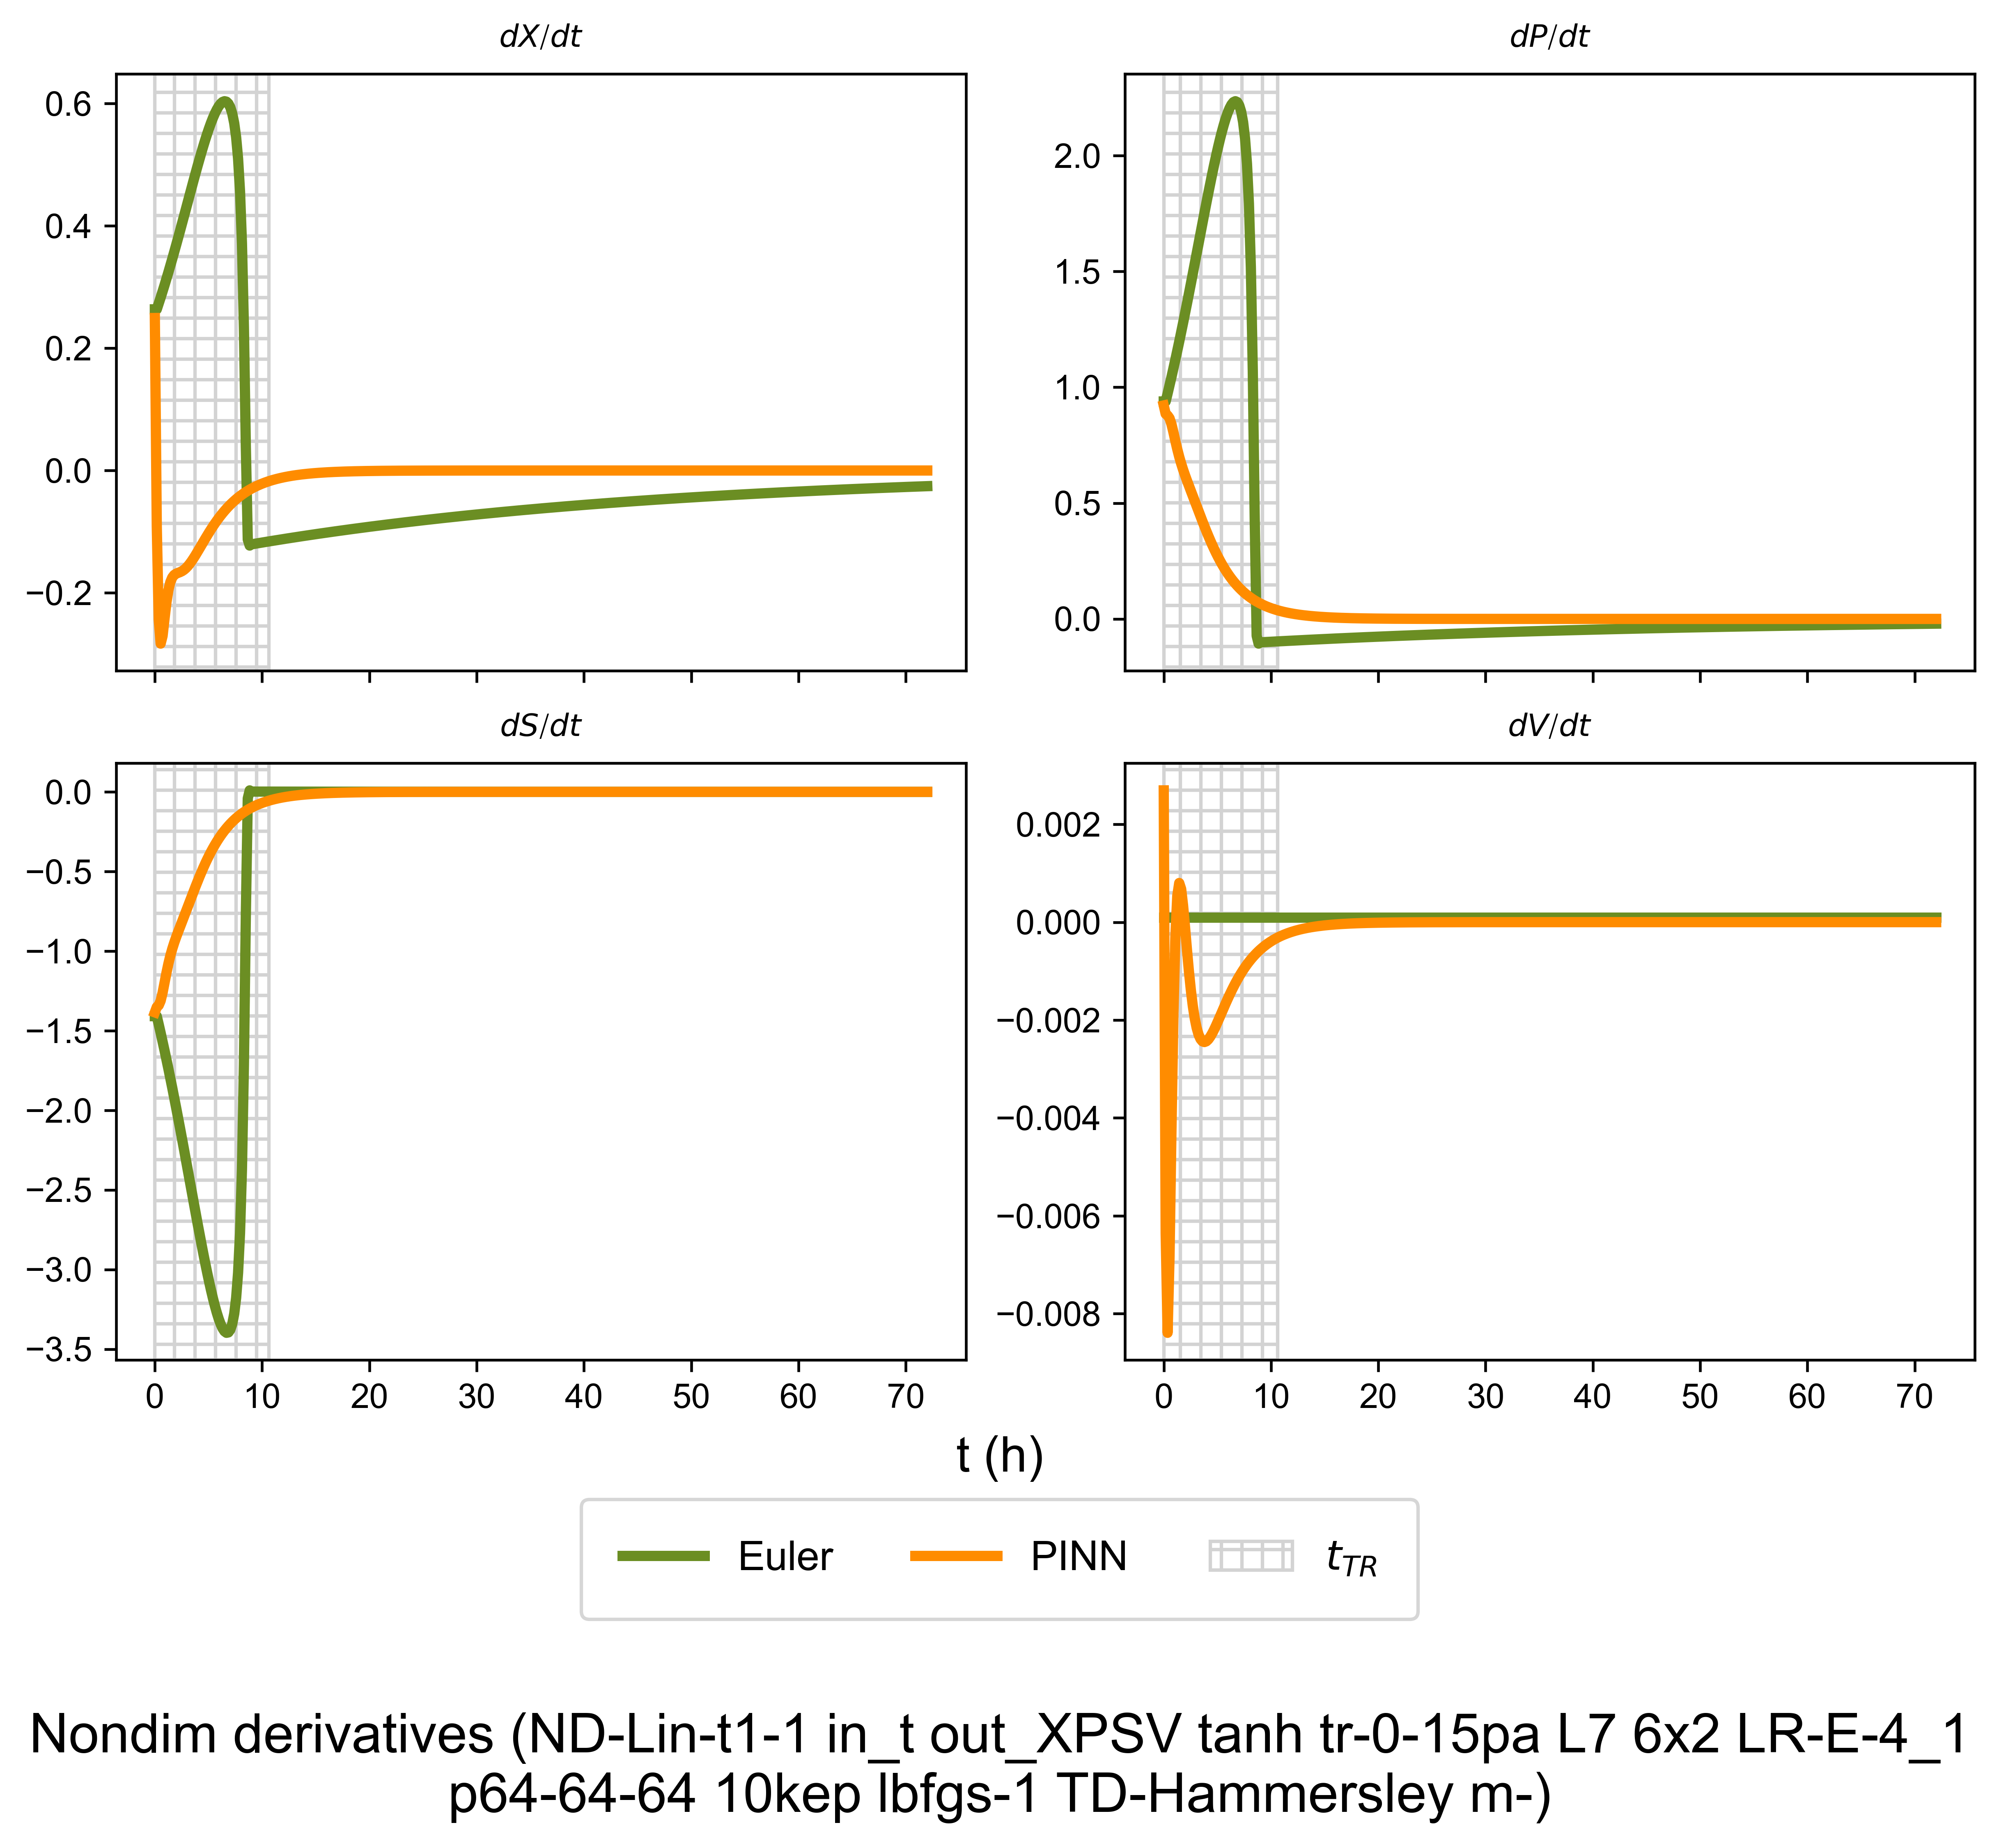 dX/dt
dP/dt
0.6
0.4
0.2
0.0
−0.2
2.0
1.5
1.0
0.5
0.0
dS/dt
dV/dt
0.0
−0.5
−1.0
−1.5
−2.0
−2.5
−3.0
−3.5
0.002
0.000
−0.002
−0.004
−0.006
−0.008
0 10 20 30 40 50 60 70
0 10 20 30 40 50 60 70
t (h)
Euler PINN t_TR
Nondim derivatives (ND-Lin-t1-1 in_t out_XPSV tanh tr-0-15pa L7 6x2 LR-E-4_1
p64-64-64 10kep lbfgs-1 TD-Hammersley m-)